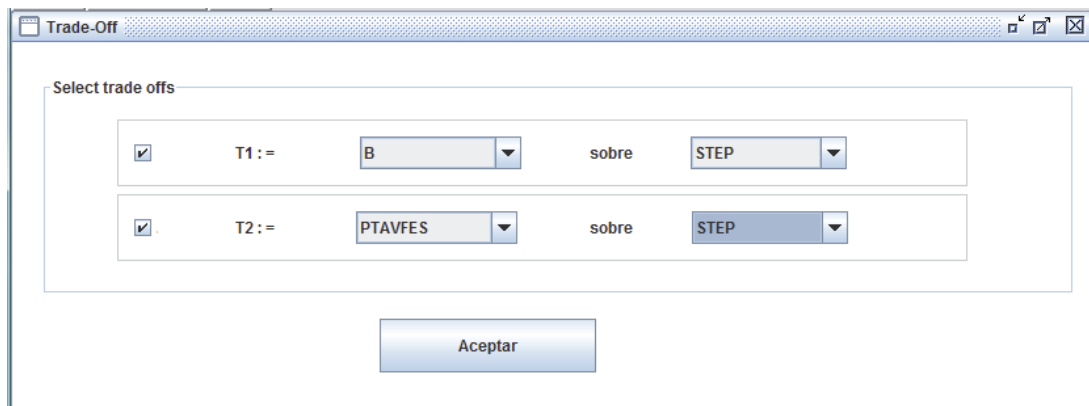 Trade-Off
Select trade offs
T1 : = B sobre STEP
T2 : = PTAVFES sobre STEP
Aceptar